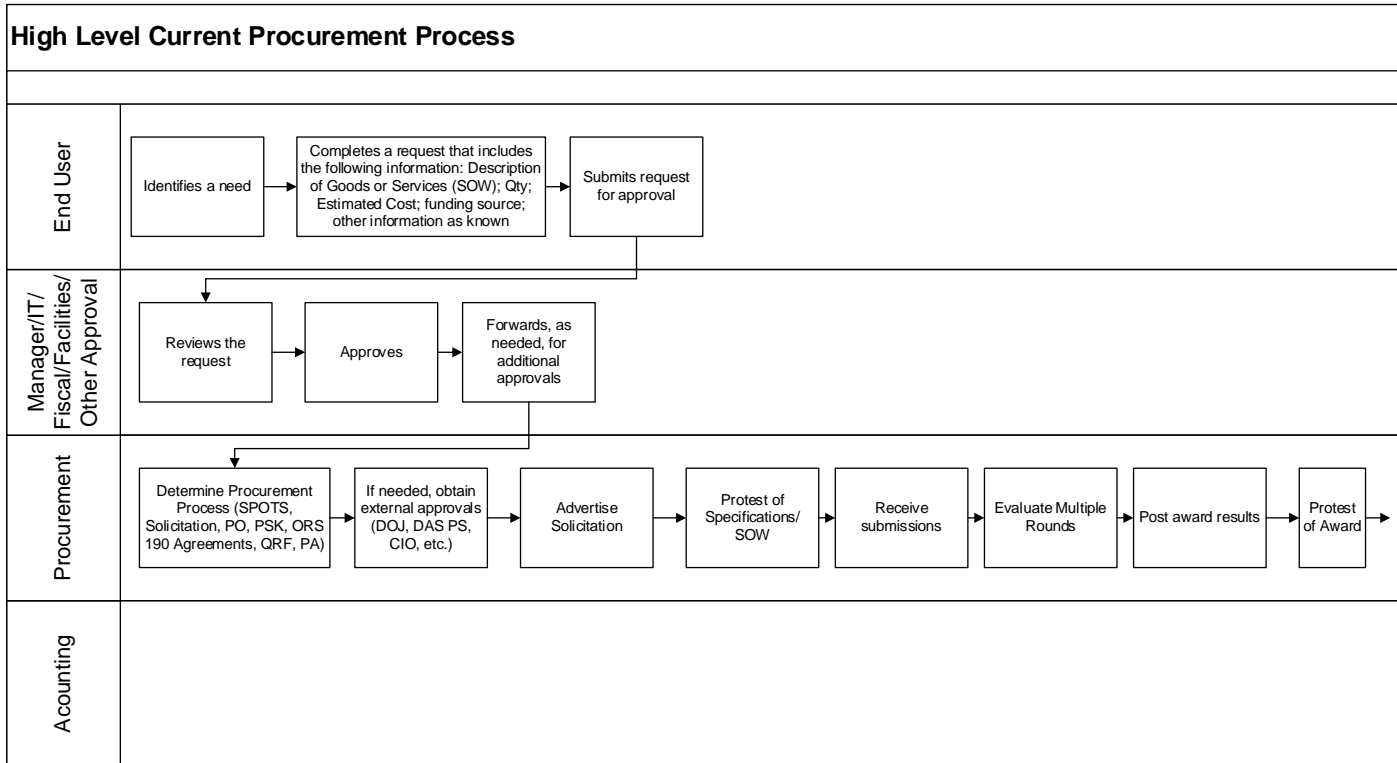 High Level Current Procurement Process
End User
Identifies a need
Completes a request that includes
the following information: Description
of Goods or Services (SOW); Qty;
Estimated Cost; funding source;
other information as known
Submits request
for approval
Manager/IT/
Fiscal/Facilities/
Other Approval
Reviews the
request
Approves
Forwards, as
needed, for
additional
approvals
Procurement
Determine Procurement
Process (SPOTS,
Solicitation, PO, PSK, ORS
190 Agreements, QRF, PA)
If needed, obtain
external approvals
(DOJ, DAS PS,
CIO, etc.)
Advertise
Solicitation
Protest of
Specifications/
SOW
Receive
submissions
Evaluate Multiple
Rounds
Post award results
Protest
of Award
Acounting